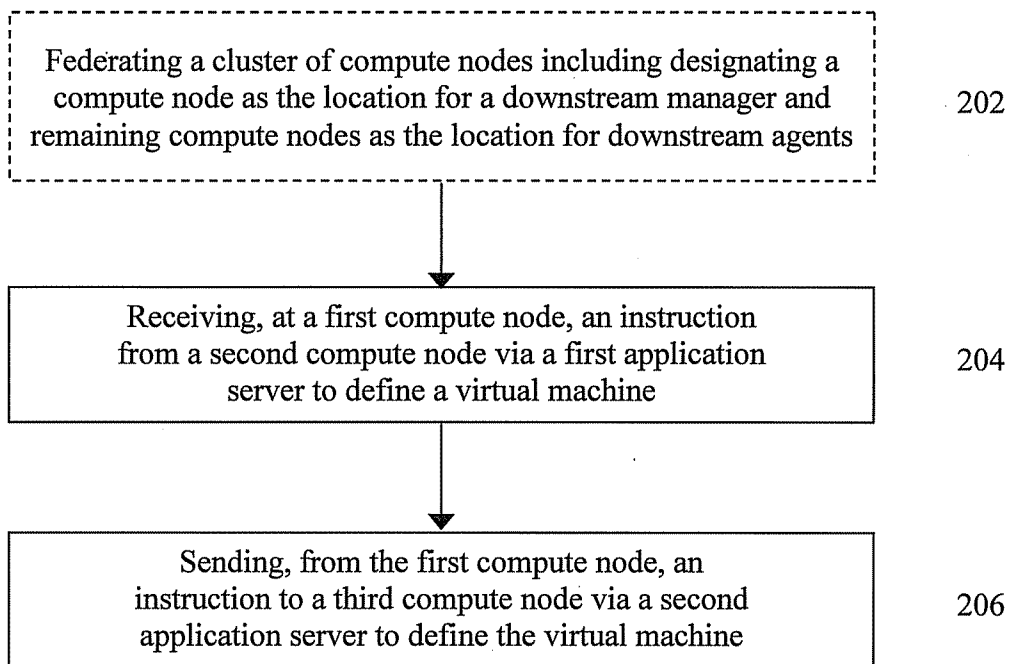 Federating a cluster of compute nodes including designating a
compute node as the location for a downstream manager and
remaining compute nodes as the location for downstream agents
202
Receiving, at a first compute node, an instruction
from a second compute node via a first application
server to define a virtual machine
204
Sending, from the first compute node, an
instruction to a third compute node via a second
application server to define the virtual machine
206